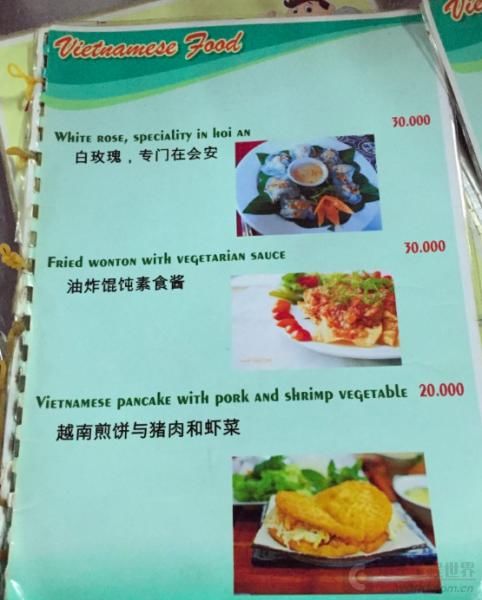 Vietnamese Food
White rose, speciality in hoi an 30.000
白玫瑰，专门在会安
Fried wonton with vegetarian sauce 30.000
油炸馄饨素食酱
Vietnamese pancake with pork and shrimp vegetable 20.000
越南煎饼与猪肉和虾菜
Vie